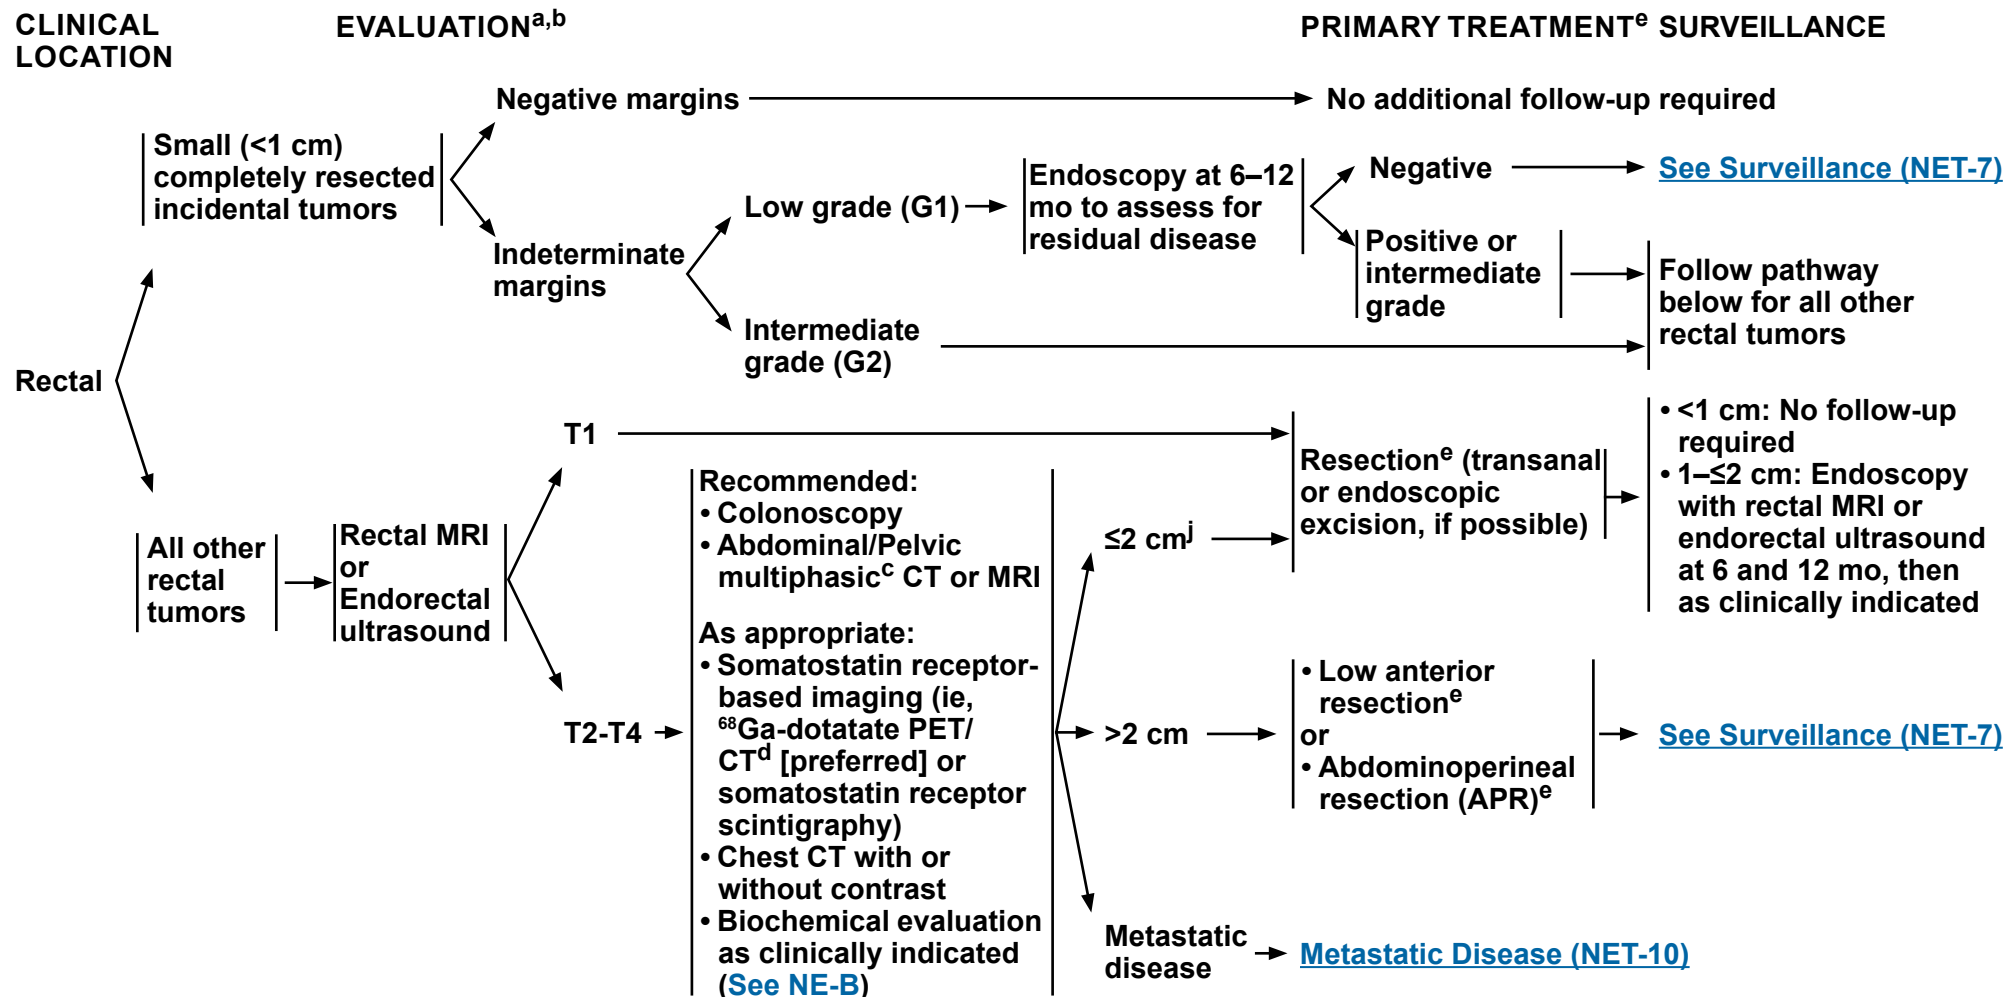 CLINICAL
LOCATION
EVALUATIONa,b
PRIMARY TREATMENTe
SURVEILLANCE
Rectal
Small (<1 cm)
completely resected
incidental tumors
Negative margins
No additional follow-up required
Indeterminate
margins
Low grade (G1)
Endoscopy at 6–12
mo to assess for
residual disease
Negative
See Surveillance (NET-7)
Positive or
intermediate
grade
Follow pathway
below for all other
rectal tumors
Intermediate
grade (G2)
All other
rectal
tumors
Rectal MRI
or
Endorectal
ultrasound
T1
Resectione (transanal
or endoscopic
excision, if possible)
• <1 cm: No follow-up
required
• 1–≤2 cm: Endoscopy
with rectal MRI or
endorectal ultrasound
at 6 and 12 mo, then
as clinically indicated
T2-T4
Recommended:
• Colonoscopy
• Abdominal/Pelvic
multiphasicc CT or MRI
As appropriate:
• Somatostatin receptor-
based imaging (ie,
68Ga-dotatate PET/
CTd [preferred] or
somatostatin receptor
scintigraphy)
• Chest CT with or
without contrast
• Biochemical evaluation
as clinically indicated
(See NE-B)
≤2 cmj
>2 cm
• Low anterior
resectione
or
• Abdominoperineal
resection (APR)e
See Surveillance (NET-7)
Metastatic
disease
Metastatic Disease (NET-10)